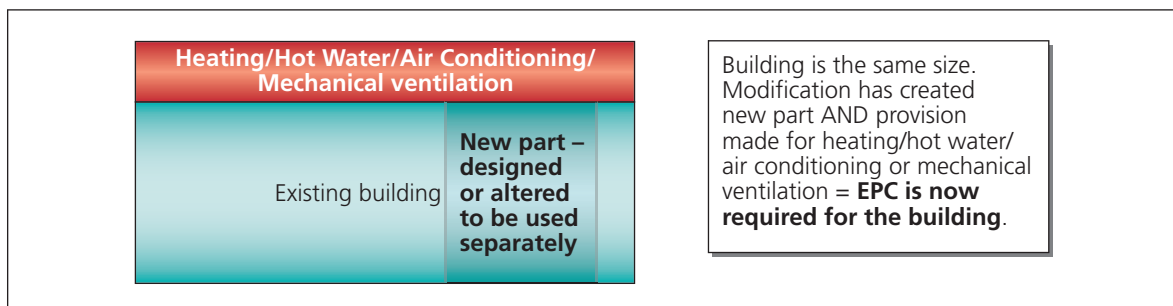 Heating/Hot Water/Air Conditioning/
Mechanical ventilation
Existing building
New part –
designed
or altered
to be used
separately
Building is the same size.
Modification has created
new part AND provision
made for heating/hot water/
air conditioning or mechanical
ventilation = EPC is now
required for the building.